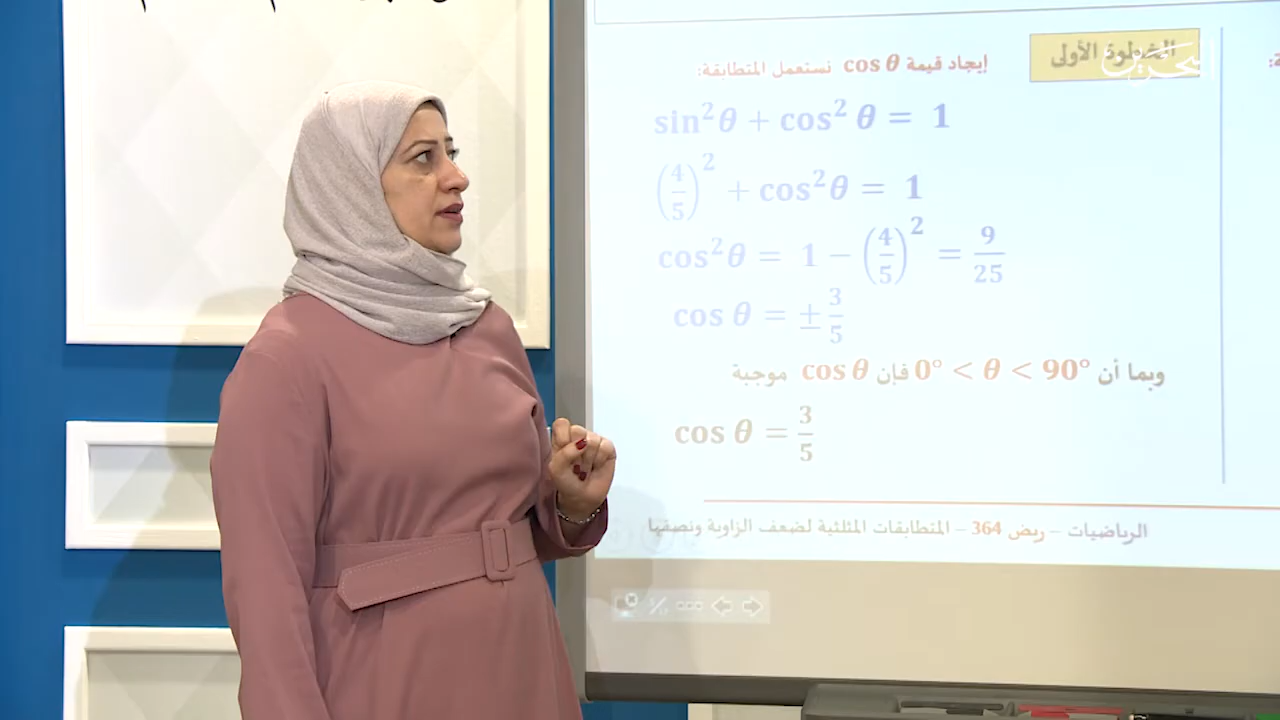 البحرين
الخطوة الأولى
إيجاد قيمة cos θ نستعمل المتطابقة:
sin²θ + cos² θ = 1
(4/5)² + cos²θ = 1
cos²θ = 1 − (4/5)² = 9/25
cos θ = ± 3/5
وبما أن 0° < θ < 90° فإن cos θ موجبة
cos θ = 3/5
الرياضيات – ريض 364 – المتطابقات المثلثية لضعف الزاوية ونصفها